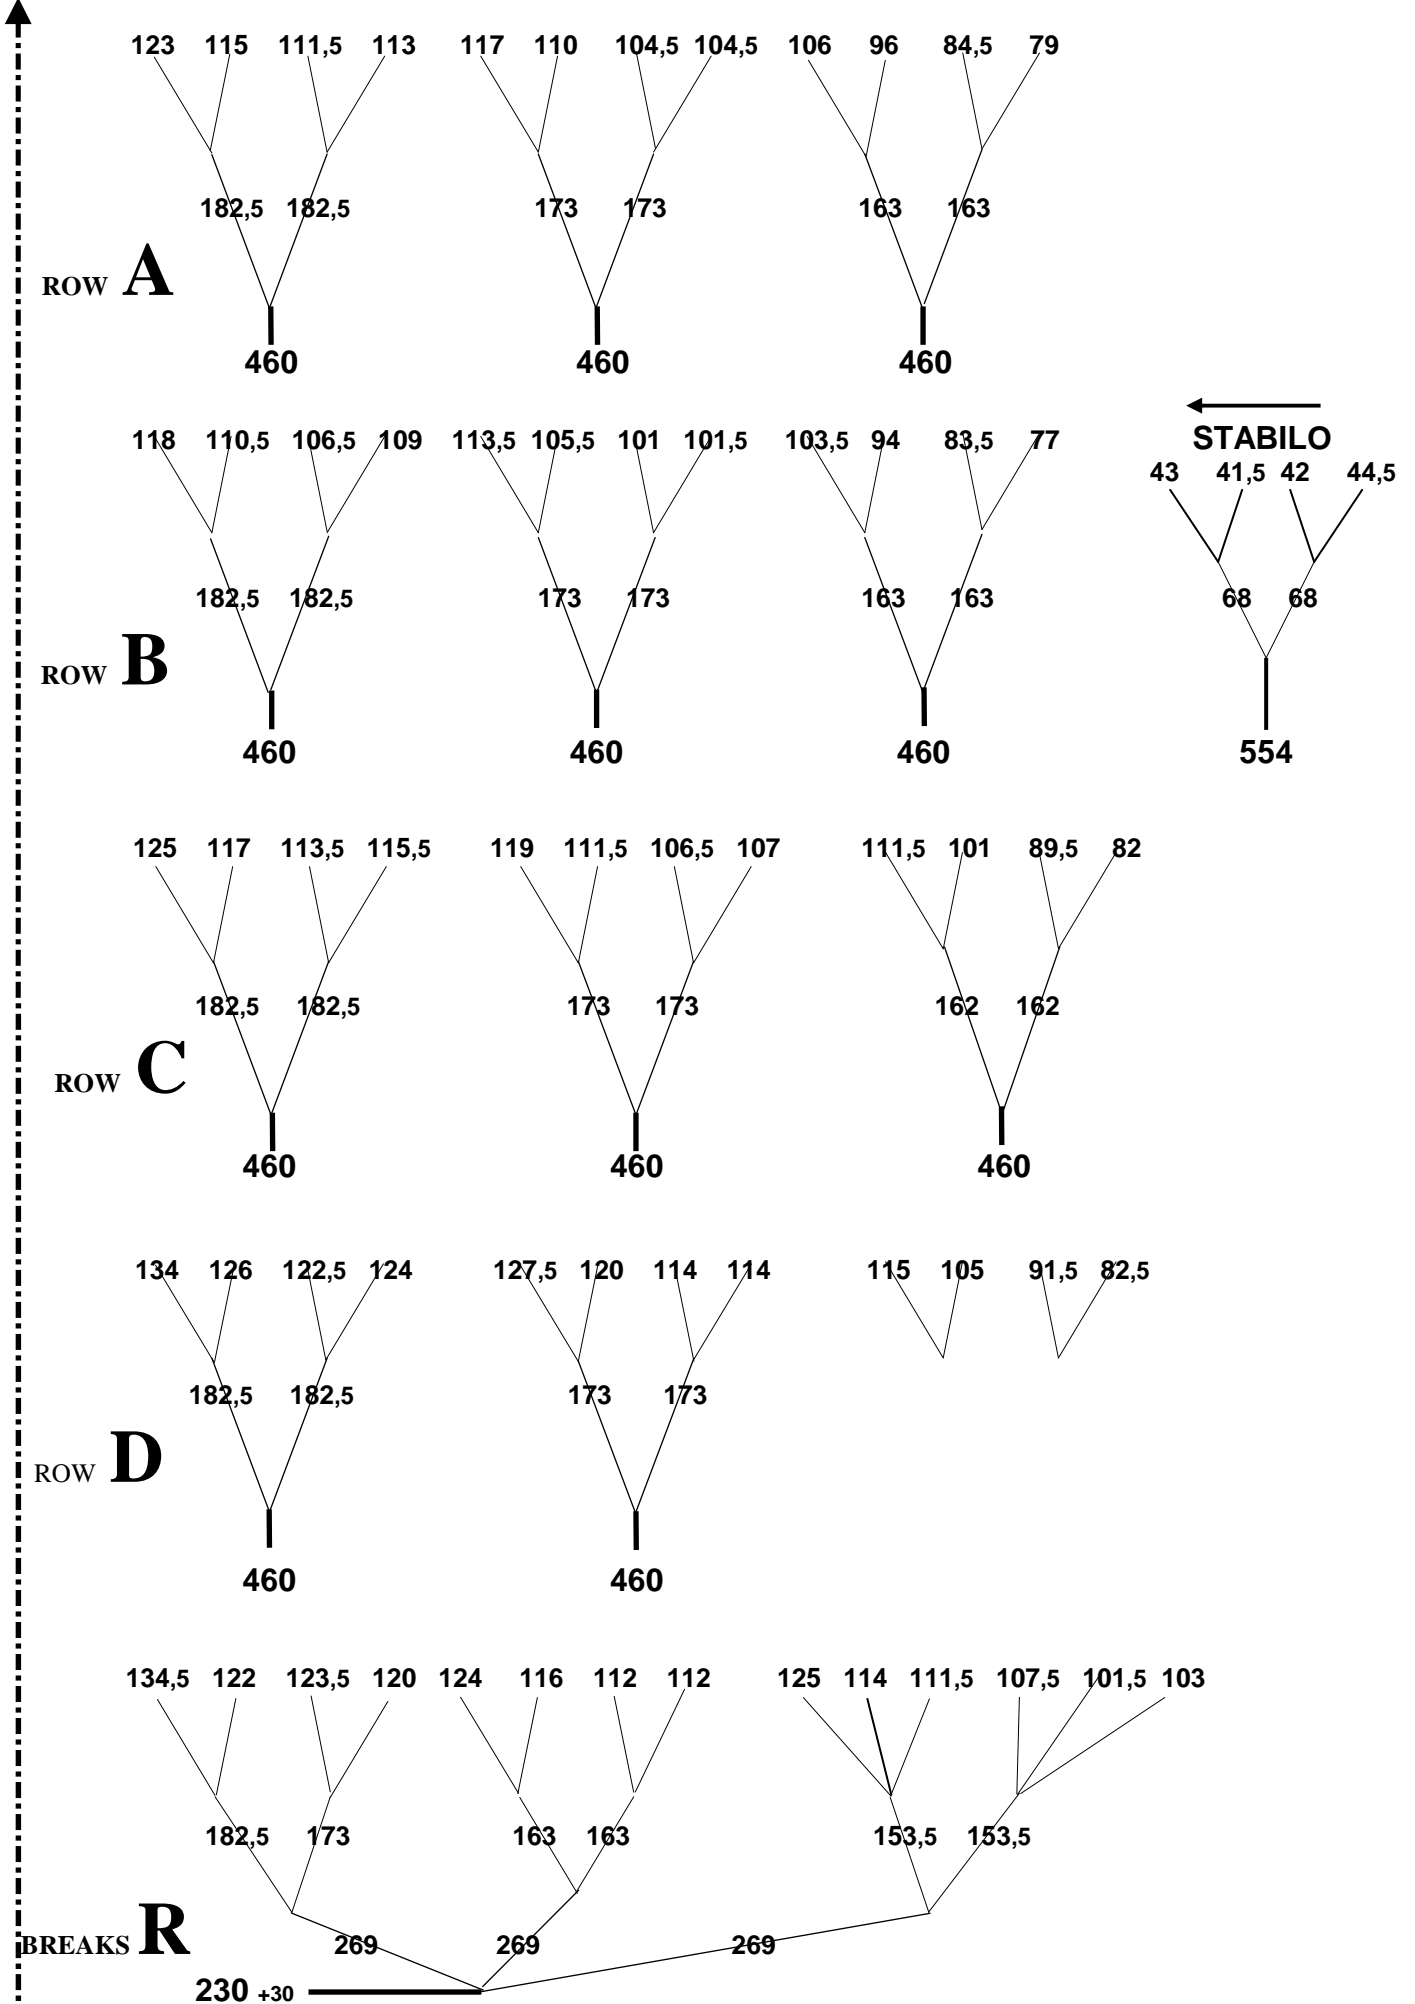 123 115 111,5 113 117 110 104,5 104,5 106 96 84,5 79
182,5 182,5 173 173 163 163
ROW A
460 460 460
118 110,5 106,5 109 113,5 105,5 101 101,5 103,5 94 83,5 77
STABILO
43 41,5 42 44,5
182,5 182,5 173 173 163 163 68 68
ROW B
460 460 460 554
125 117 113,5 115,5 119 111,5 106,5 107 111,5 101 89,5 82
182,5 182,5 173 173 162 162
ROW C
460 460 460
134 126 122,5 124 127,5 120 114 114 115 105 91,5 82,5
182,5 182,5 173 173
ROW D
460 460
134,5 122 123,5 120 124 116 112 112 125 114 111,5 107,5 101,5 103
182,5 173 163 163 153,5 153,5
BREAKS R
269 269 269
230 +30